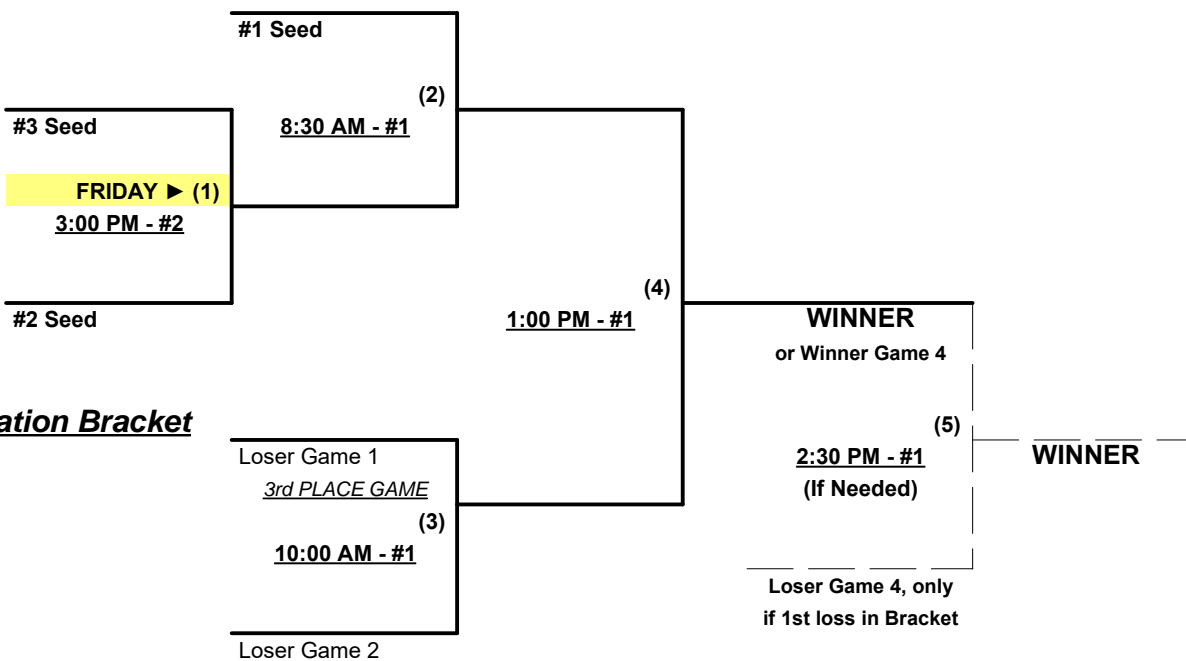 #1 Seed
(2)
8:30 AM - #1
#3 Seed
FRIDAY ► (1)
3:00 PM - #2
#2 Seed
(4)
1:00 PM - #1
WINNER
or Winner Game 4
(5)
2:30 PM - #1
(If Needed)
WINNER
Loser Game 4, only
if 1st loss in Bracket
Bracket
Loser Game 1
3rd PLACE GAME
(3)
10:00 AM - #1
Loser Game 2